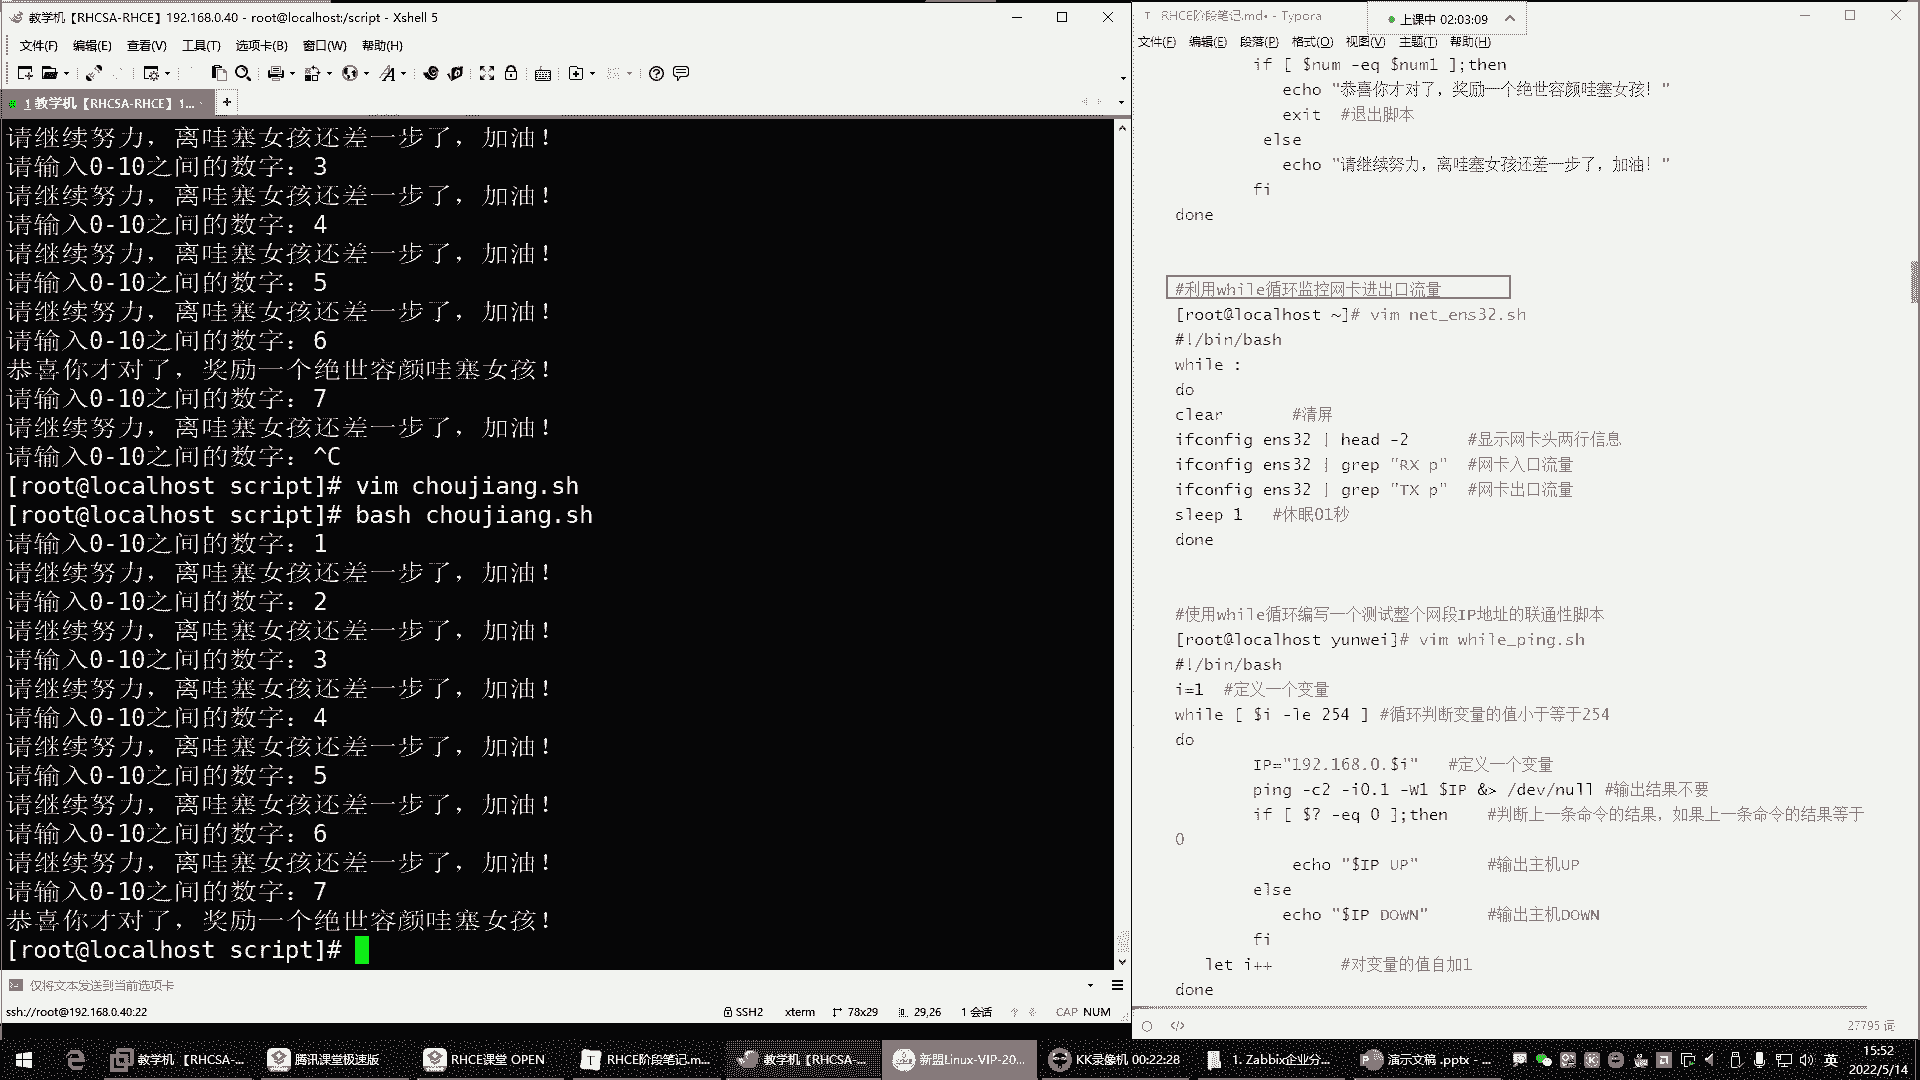 教学机【RHCSA-RHCE】192.168.0.40 - root@localhost:/script - Xshell 5
文件(F) 编辑(E) 查看(V) 工具(T) 选项卡(B) 窗口(W) 帮助(H)
1 教学机【RHCSA-RHCE】1...
请继续努力，离哇塞女孩还差一步了，加油！
请输入0-10之间的数字：3
请继续努力，离哇塞女孩还差一步了，加油！
请输入0-10之间的数字：4
请继续努力，离哇塞女孩还差一步了，加油！
请输入0-10之间的数字：5
请继续努力，离哇塞女孩还差一步了，加油！
请输入0-10之间的数字：6
恭喜你才对了，奖励一个绝世容颜哇塞女孩！
请输入0-10之间的数字：7
请继续努力，离哇塞女孩还差一步了，加油！
请输入0-10之间的数字：^C
[root@localhost script]# vim choujiang.sh
[root@localhost script]# bash choujiang.sh
请输入0-10之间的数字：1
请继续努力，离哇塞女孩还差一步了，加油！
请输入0-10之间的数字：2
请继续努力，离哇塞女孩还差一步了，加油！
请输入0-10之间的数字：3
请继续努力，离哇塞女孩还差一步了，加油！
请输入0-10之间的数字：4
请继续努力，离哇塞女孩还差一步了，加油！
请输入0-10之间的数字：5
请继续努力，离哇塞女孩还差一步了，加油！
请输入0-10之间的数字：6
请继续努力，离哇塞女孩还差一步了，加油！
请输入0-10之间的数字：7
恭喜你才对了，奖励一个绝世容颜哇塞女孩！
[root@localhost script]#
仅将文本发送到当前选项卡
ssh://root@192.168.0.40:22 SSH2 xterm 78x29 29,26 1 会话 CAP NUM
RHCE阶段笔记.md• - Typora
上课中 02:03:09
文件(F) 编辑(E) 段落(P) 格式(O) 视图(V) 主题(T) 帮助(H)
if [ $num -eq $num1 ];then
echo "恭喜你才对了，奖励一个绝世容颜哇塞女孩！"
exit #退出脚本
else
echo "请继续努力，离哇塞女孩还差一步了，加油！"
fi
done
#利用while循环监控网卡进出口流量
[root@localhost ~]# vim net_ens32.sh
#!/bin/bash
while :
do
clear #清屏
ifconfig ens32 | head -2 #显示网卡头两行信息
ifconfig ens32 | grep "RX p" #网卡入口流量
ifconfig ens32 | grep "TX p" #网卡出口流量
sleep 1 #休眠01秒
done
#使用while循环编写一个测试整个网段IP地址的联通性脚本
[root@localhost yunwei]# vim while_ping.sh
#!/bin/bash
i=1 #定义一个变量
while [ $i -le 254 ] #循环判断变量的值小于等于254
do
IP="192.168.0.$i" #定义一个变量
ping -c2 -i0.1 -W1 $IP &> /dev/null #输出结果不要
if [ $? -eq 0 ];then #判断上一条命令的结果，如果上一条命令的结果等于
0
echo "$IP UP" #输出主机UP
else
echo "$IP DOWN" #输出主机DOWN
fi
let i++ #对变量的值自加1
done
27795 词
教学机【RHCSA-... 腾讯课堂极速版 RHCE课堂 OPEN RHCE阶段笔记.m... 教学机【RHCSA-... 新盟Linux-VIP-20... KK录像机 00:22:28 1. Zabbix企业分... 演示文稿 .pptx - ... 英
15:52
2022/5/14